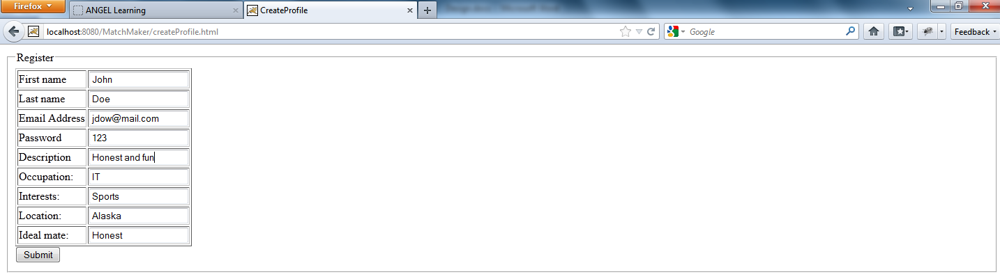 Firefox
ANGEL Learning
CreateProfile
localhost:8080/MatchMaker/createProfile.html
Google
Feedback
Register
First name John
Last name Doe
Email Address jdow@mail.com
Password 123
Description Honest and fun
Occupation: IT
Interests: Sports
Location: Alaska
Ideal mate: Honest
Submit